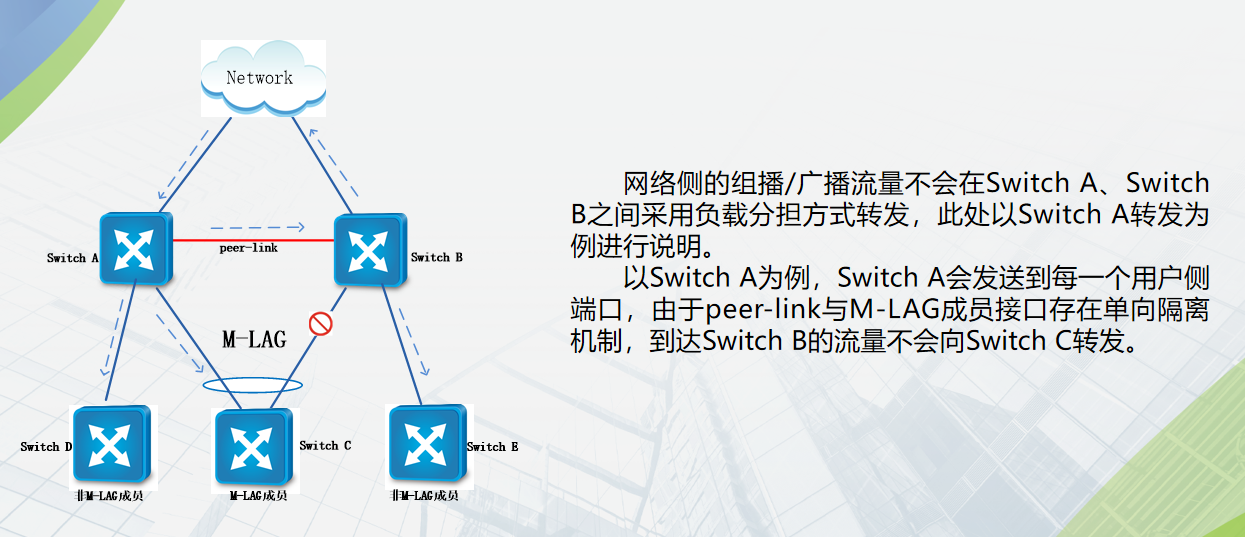 Network
Switch A
peer-link
Switch B
M-LAG
Switch D
Switch C
Switch E
非M-LAG成员
M-LAG成员
非M-LAG成员
网络侧的组播/广播流量不会在Switch A、Switch
B之间采用负载分担方式转发，此处以Switch A转发为
例进行说明。
以Switch A为例，Switch A会发送到每一个用户侧
端口，由于peer-link与M-LAG成员接口存在单向隔离
机制，到达Switch B的流量不会向Switch C转发。